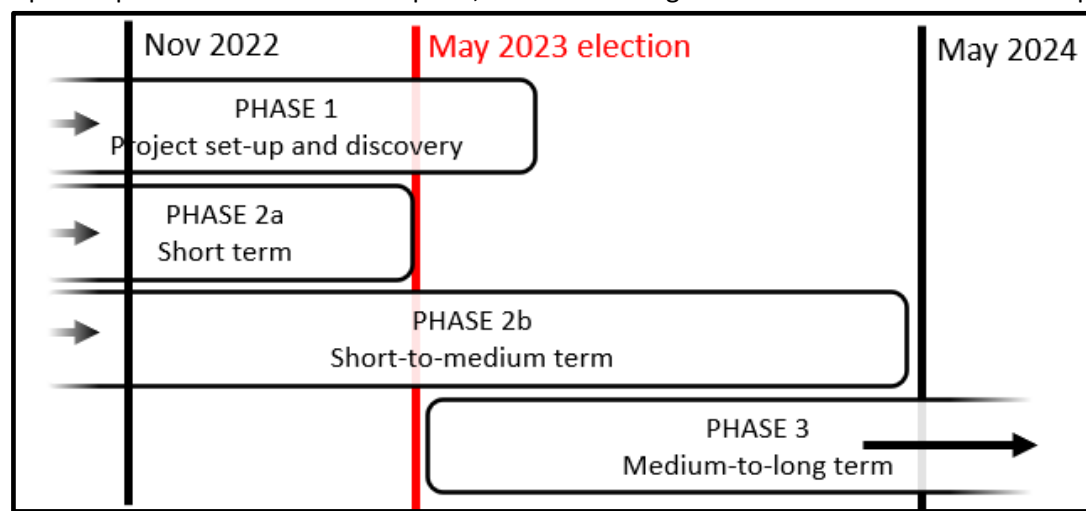 Nov 2022
May 2023 election
May 2024
PHASE 1
Project set-up and discovery
PHASE 2a
Short term
PHASE 2b
Short-to-medium term
PHASE 3
Medium-to-long term